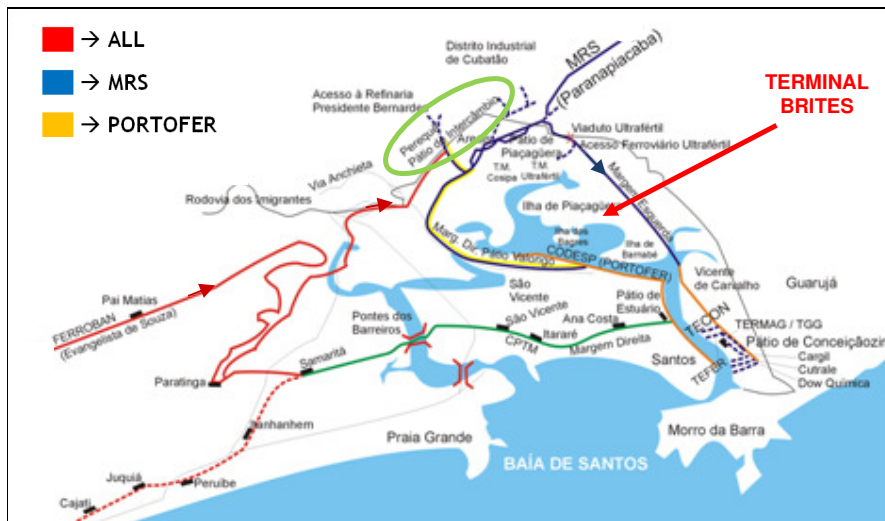 → ALL
→ MRS
→ PORTOFER
Distrito Industrial
de Cubatão
MRS
(Paranapiacaba)
TERMINAL
BRITES
Acesso à Refinaria
Presidente Bernardes
Perequê
Pátio de Intercâmbio
Pátio de
Piaçagüera
Viaduto Ultrafértil
Acesso Ferroviário Ultrafértil
T.M.
Cosipa
T.M.
Ultrafértil
Via Anchieta
Rodovia dos Imigrantes
Ilha de Piaçagüera
Margem Esquerda
Ilha dos
Bagres
Ilha de
Barnabé
Marg. Dir. Pátio Valongo
CODESP (PORTOFER)
Vicente
de Carvalho
Guarujá
Pai Matias
FERROBAN
(Evangelista de Souza)
São
Vicente
Pátio de
Estuário
Pontes dos
Barreiros
São Vicente
Ana Costa
Itararé
CPTM
Margem Direita
TECON
TERMAG / TGG
Pátio de Conceiçãozin
Cargil
Cutrale
Dow Química
Samaritá
Santos
TEFER
Paratinga
Itanhanhem
Praia Grande
Morro da Barra
BAÍA DE SANTOS
Juquiá
Peruíbe
Cajati